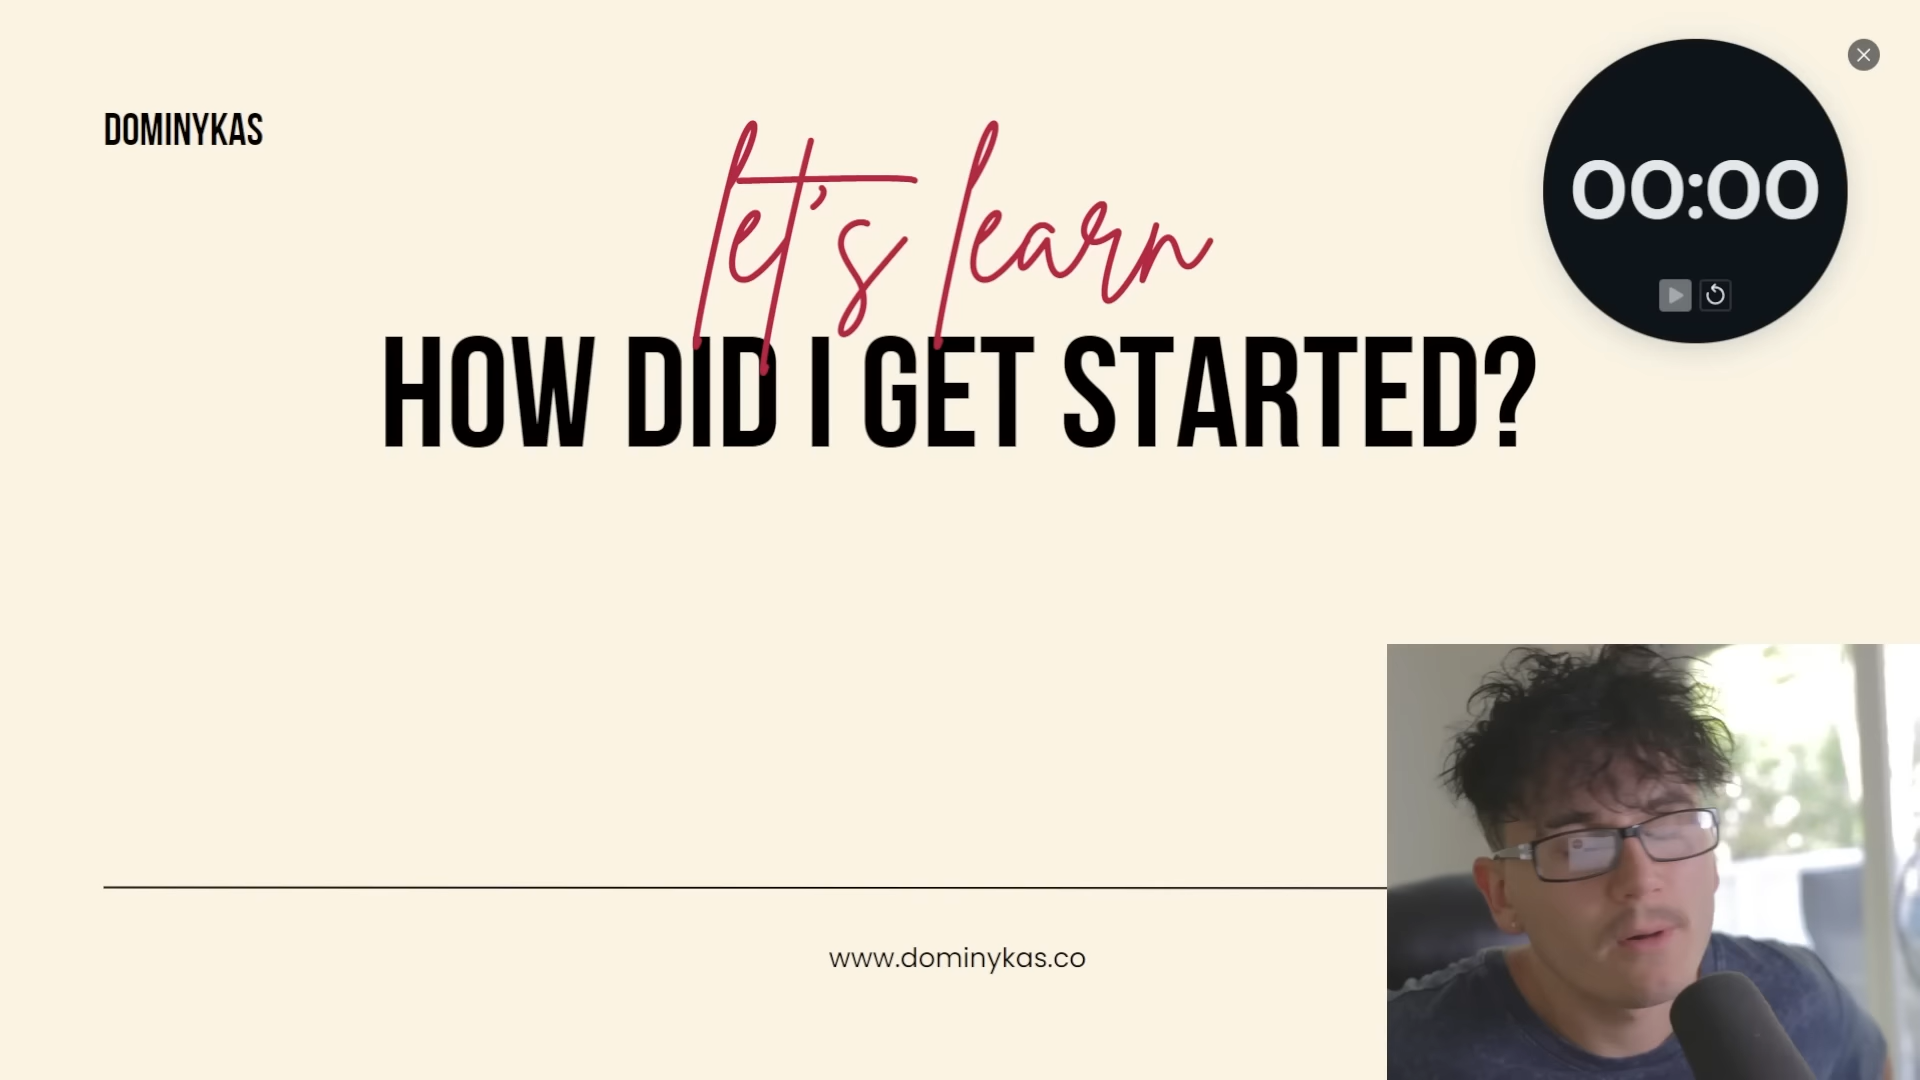 DOMINYKAS
let's learn
00:00
HOW DID I GET STARTED?
www.dominykas.co